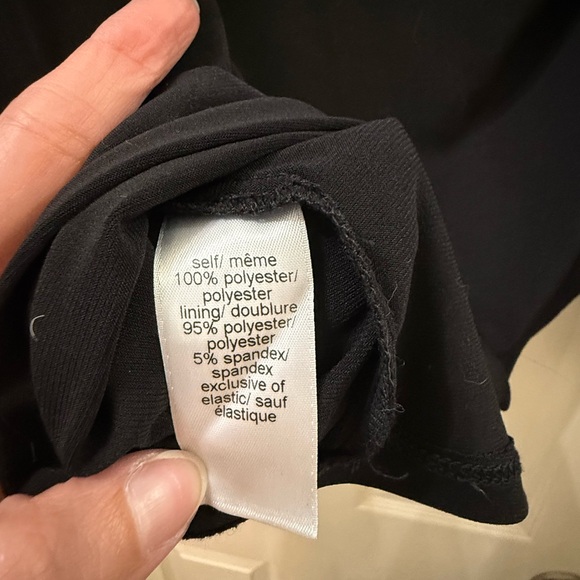 self/ même
100% polyester/
polyester
lining/ doublure
95% polyester/
polyester
5% spandex/
spandex
exclusive of
elastic/ sauf
élastique